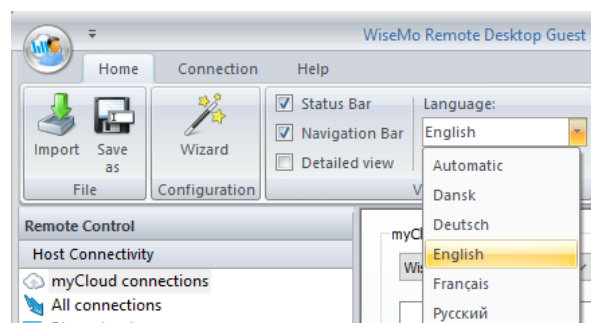 WiseMo Remote Desktop Guest
Home Connection Help
Import
Save as
Wizard
Status Bar
Navigation Bar
Detailed view
Language:
English
File
Configuration
Automatic
Dansk
Deutsch
English
Français
Русский
Remote Control
Host Connectivity
myCloud connections
All connections